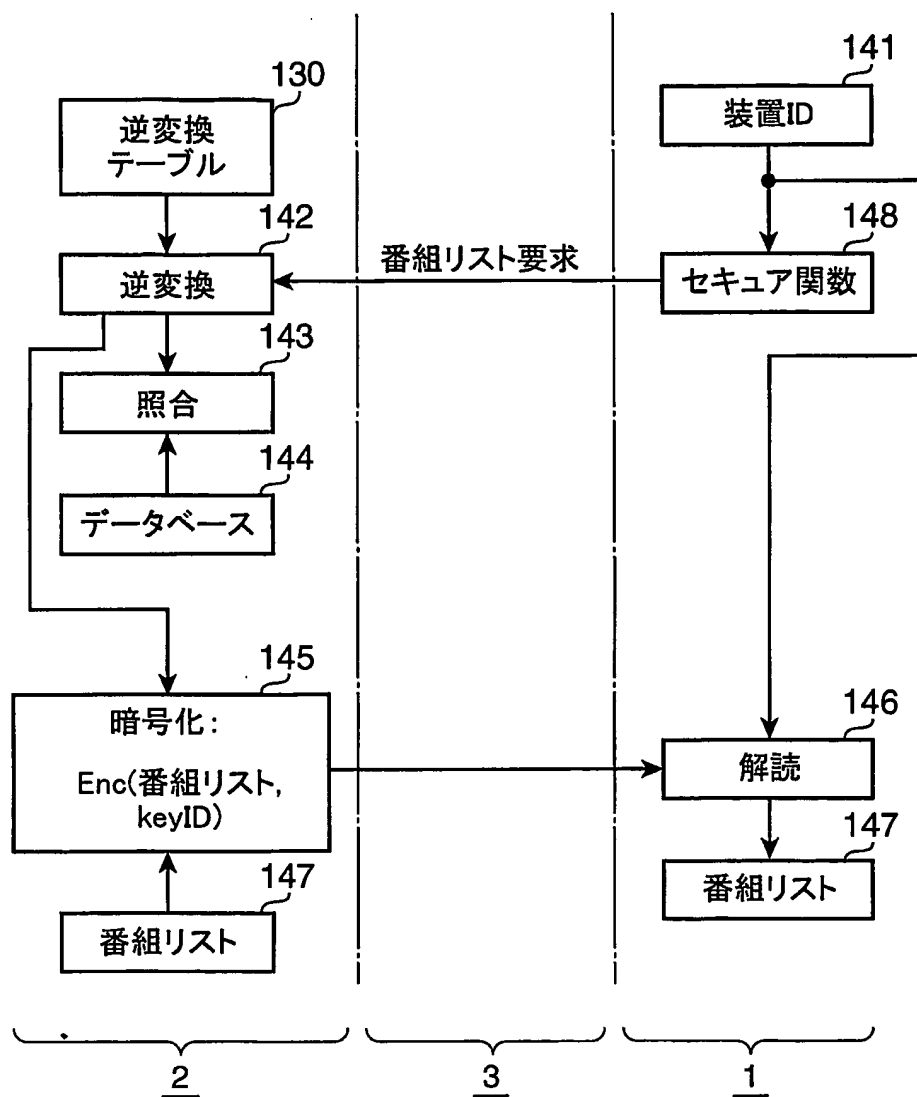 130
逆変換
テーブル
141
装置ID
142
逆変換
番組リスト要求
148
セキュア関数
143
照合
144
データベース
145
暗号化:
Enc(番組リスト,
keyID)
146
解読
147
番組リスト
147
番組リスト
2
3
1